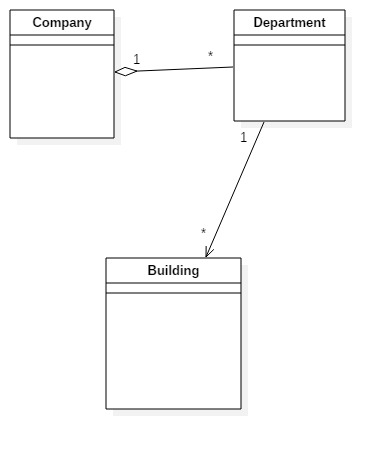 Company
Department
1
*
1
*
Building